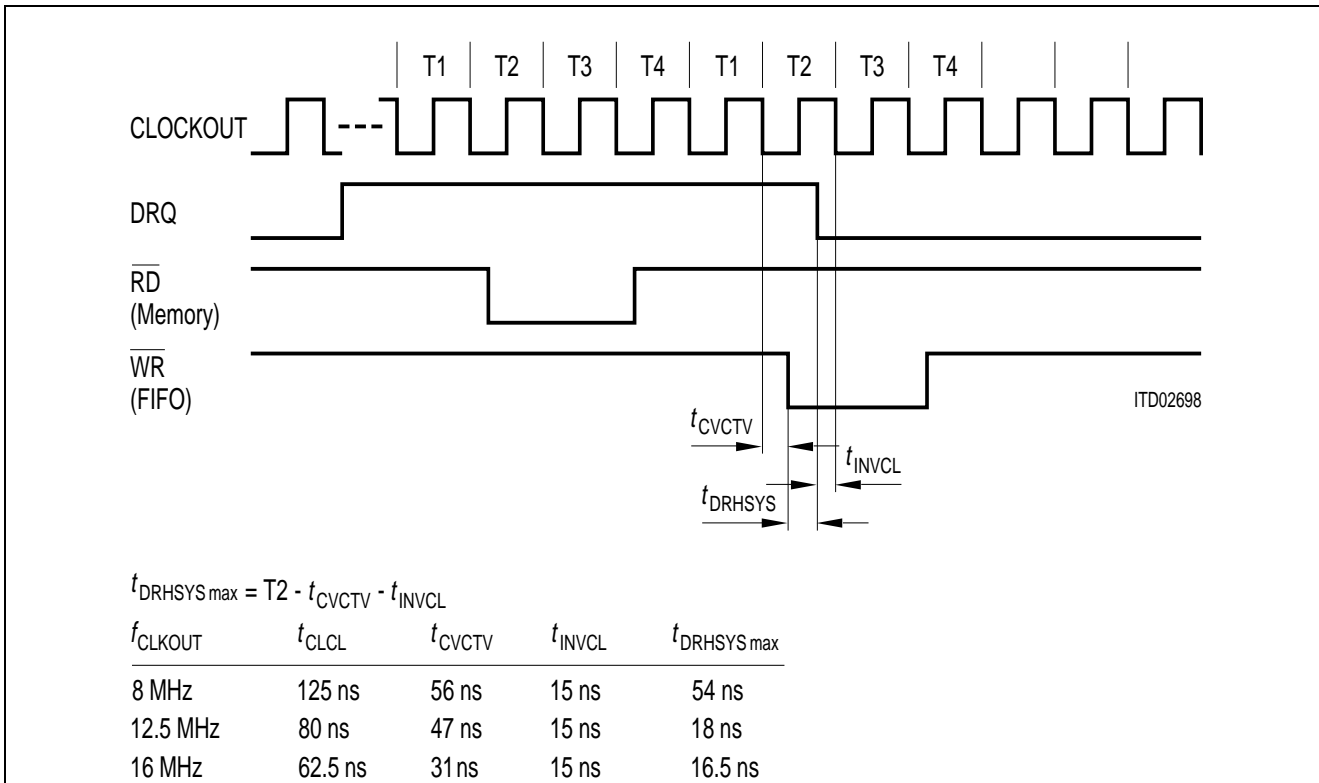 T1 T2 T3 T4 T1 T2 T3 T4
CLOCKOUT
DRQ
RD
(Memory)
WR
(FIFO)
ITD02698
tCVCTV
tINVCL
tDRHSYS
tDRHSYS max = T2 - tCVCTV - tINVCL
fCLKOUT tCLCL tCVCTV tINVCL tDRHSYS max
8 MHz 125 ns 56 ns 15 ns 54 ns
12.5 MHz 80 ns 47 ns 15 ns 18 ns
16 MHz 62.5 ns 31 ns 15 ns 16.5 ns